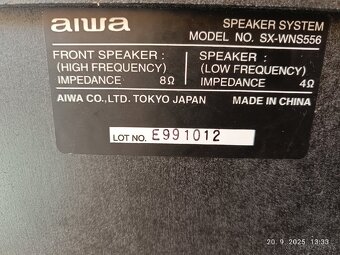 aiwa
SPEAKER SYSTEM
MODEL NO. SX-WNS556
FRONT SPEAKER :
(HIGH FREQUENCY)
IMPEDANCE 8Ω
SPEAKER :
(LOW FREQUENCY)
IMPEDANCE 4Ω
AIWA CO.,LTD. TOKYO JAPAN
MADE IN CHINA
LOT NO. E991012
20. 9. 2025 13:33